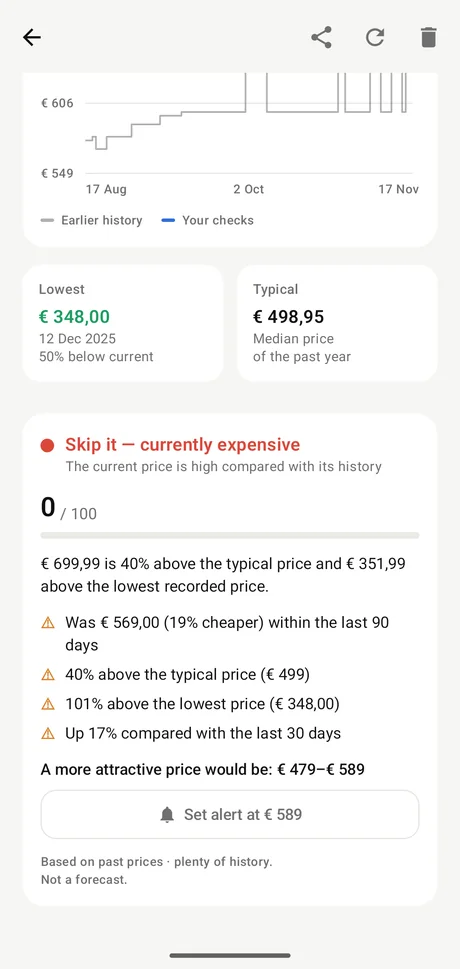 € 606
€ 549
17 Aug 2 Oct 17 Nov
Earlier history Your checks
Lowest
€ 348,00
12 Dec 2025
50% below current
Typical
€ 498,95
Median price
of the past year
Skip it — currently expensive
The current price is high compared with its history
0 / 100
€ 699,99 is 40% above the typical price and € 351,99
above the lowest recorded price.
Was € 569,00 (19% cheaper) within the last 90
days
40% above the typical price (€ 499)
101% above the lowest price (€ 348,00)
Up 17% compared with the last 30 days
A more attractive price would be: € 479–€ 589
Set alert at € 589
Based on past prices · plenty of history.
Not a forecast.